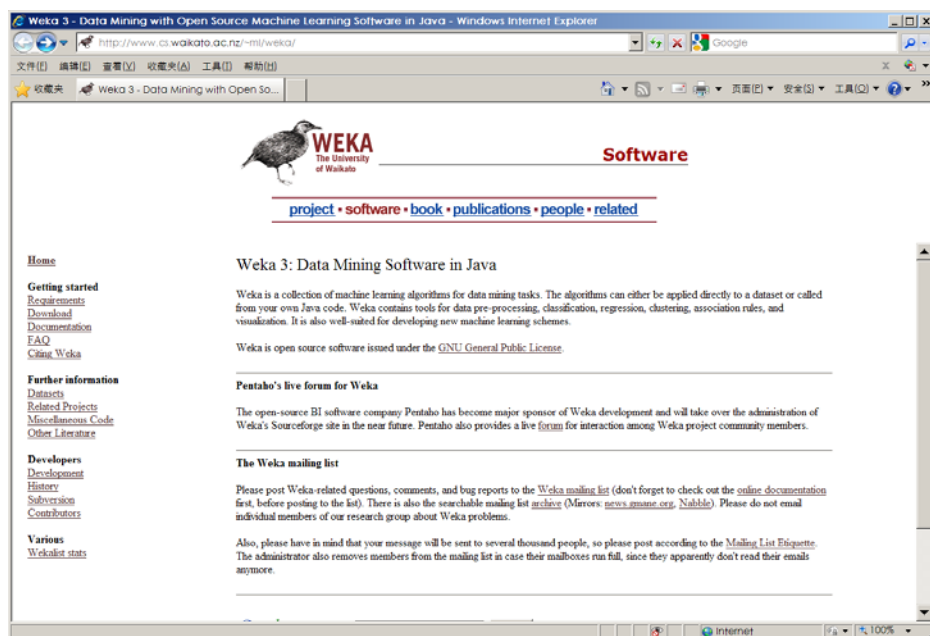 Weka 3 - Data Mining with Open Source Machine Learning Software in Java - Windows Internet Explorer
http://www.cs.waikato.ac.nz/~ml/weka/
Google
文件(F) 编辑(E) 查看(V) 收藏夹(A) 工具(T) 帮助(H)
收藏夹 Weka 3 - Data Mining with Open So... 页面(P) 安全(S) 工具(O)
WEKA
The University
of Waikato
Software
project • software • book • publications • people • related
Home
Getting started
Requirements
Download
Documentation
FAQ
Citing Weka
Further information
Datasets
Related Projects
Miscellaneous Code
Other Literature
Developers
Development
History
Subversion
Contributors
Various
Wekalist stats
Weka 3: Data Mining Software in Java
Weka is a collection of machine learning algorithms for data mining tasks. The algorithms can either be applied directly to a dataset or called
from your own Java code. Weka contains tools for data pre-processing, classification, regression, clustering, association rules, and
visualization. It is also well-suited for developing new machine learning schemes.
Weka is open source software issued under the GNU General Public License.
Pentaho's live forum for Weka
The open-source BI software company Pentaho has become major sponsor of Weka development and will take over the administration of
Weka's Sourceforge site in the near future. Pentaho also provides a live forum for interaction among Weka project community members.
The Weka mailing list
Please post Weka-related questions, comments, and bug reports to the Weka mailing list (don't forget to check out the online documentation
first, before posting to the list). There is also the searchable mailing list archive (Mirrors: news.gmane.org, Nabble). Please do not email
individual members of our research group about Weka problems.
Also, please have in mind that your message will be sent to several thousand people, so please post according to the Mailing List Etiquette.
The administrator also removes members from the mailing list in case their mailboxes run full, since they apparently don't read their emails
anymore.
Internet 100%